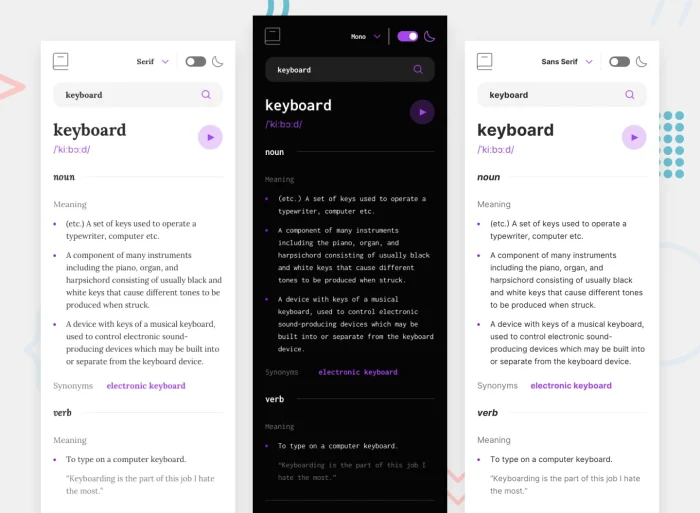 Serif
keyboard
keyboard
/ˈkiːbɔːd/
noun
Meaning
(etc.) A set of keys used to operate a
typewriter, computer etc.
A component of many instruments
including the piano, organ, and
harpsichord consisting of usually black and
white keys that cause different tones to be
produced when struck.
A device with keys of a musical keyboard,
used to control electronic sound-
producing devices which may be built into
or separate from the keyboard device.
Synonyms electronic keyboard
verb
Meaning
To type on a computer keyboard.
“Keyboarding is the part of this job I hate
the most.”
Mono
keyboard
keyboard
/ˈkiːbɔːd/
noun
Meaning
(etc.) A set of keys used to operate a
typewriter, computer etc.
A component of many instruments
including the piano, organ, and
harpsichord consisting of usually black
and white keys that cause different
tones to be produced when struck.
A device with keys of a musical
keyboard, used to control electronic
sound-producing devices which may be
built into or separate from the keyboard
device.
Synonyms electronic keyboard
verb
Meaning
To type on a computer keyboard.
“Keyboarding is the part of this job I
hate the most.”
Sans Serif
keyboard
keyboard
/ˈkiːbɔːd/
noun
Meaning
(etc.) A set of keys used to operate a
typewriter, computer etc.
A component of many instruments
including the piano, organ, and
harpsichord consisting of usually black
and white keys that cause different tones
to be produced when struck.
A device with keys of a musical keyboard,
used to control electronic sound-
producing devices which may be built into
or separate from the keyboard device.
Synonyms electronic keyboard
verb
Meaning
To type on a computer keyboard.
“Keyboarding is the part of this job I hate
the most.”